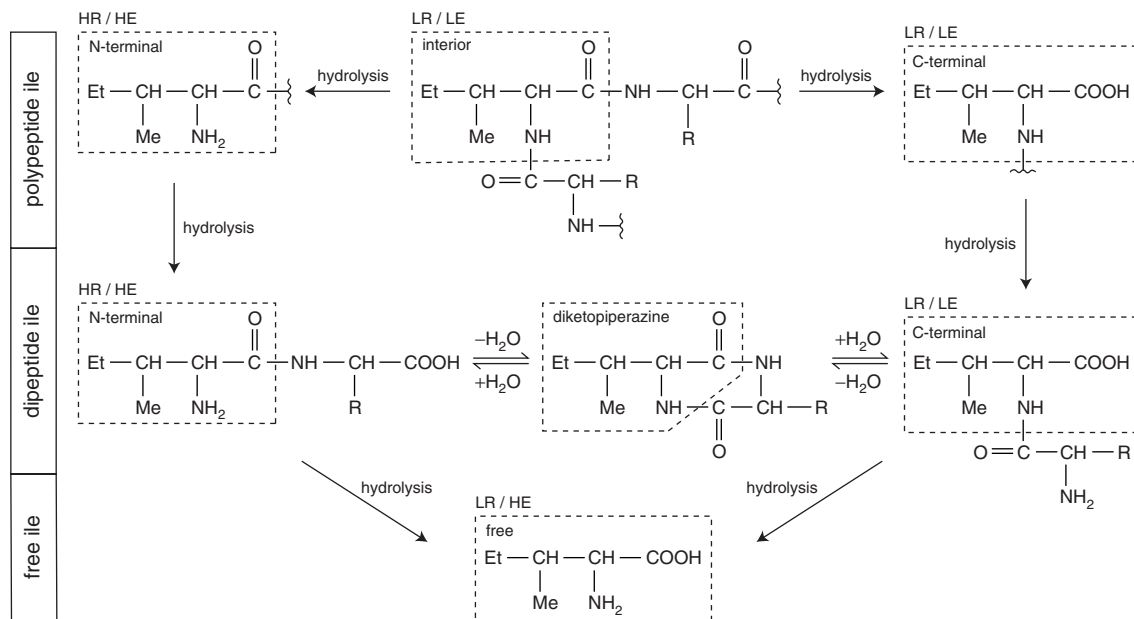 HR / HE
LR / LE
LR / LE
polypeptide ile
N-terminal
interior
C-terminal
O
O
O
Et CH CH C
hydrolysis
Et CH CH C NH CH C
hydrolysis
Et CH CH COOH
Me NH2
Me NH R
Me NH
O C CH R
NH
hydrolysis
hydrolysis
dipeptide ile
HR / HE
LR / LE
N-terminal
diketopiperazine
C-terminal
O
O
−H2O
+H2O
Et CH CH C NH CH COOH
+H2O
Et CH CH C NH
−H2O
Et CH CH COOH
Me NH2 R
Me NH C CH R
Me NH
O
O C CH R
NH2
hydrolysis
hydrolysis
free ile
LR / HE
free
Et CH CH COOH
Me NH2